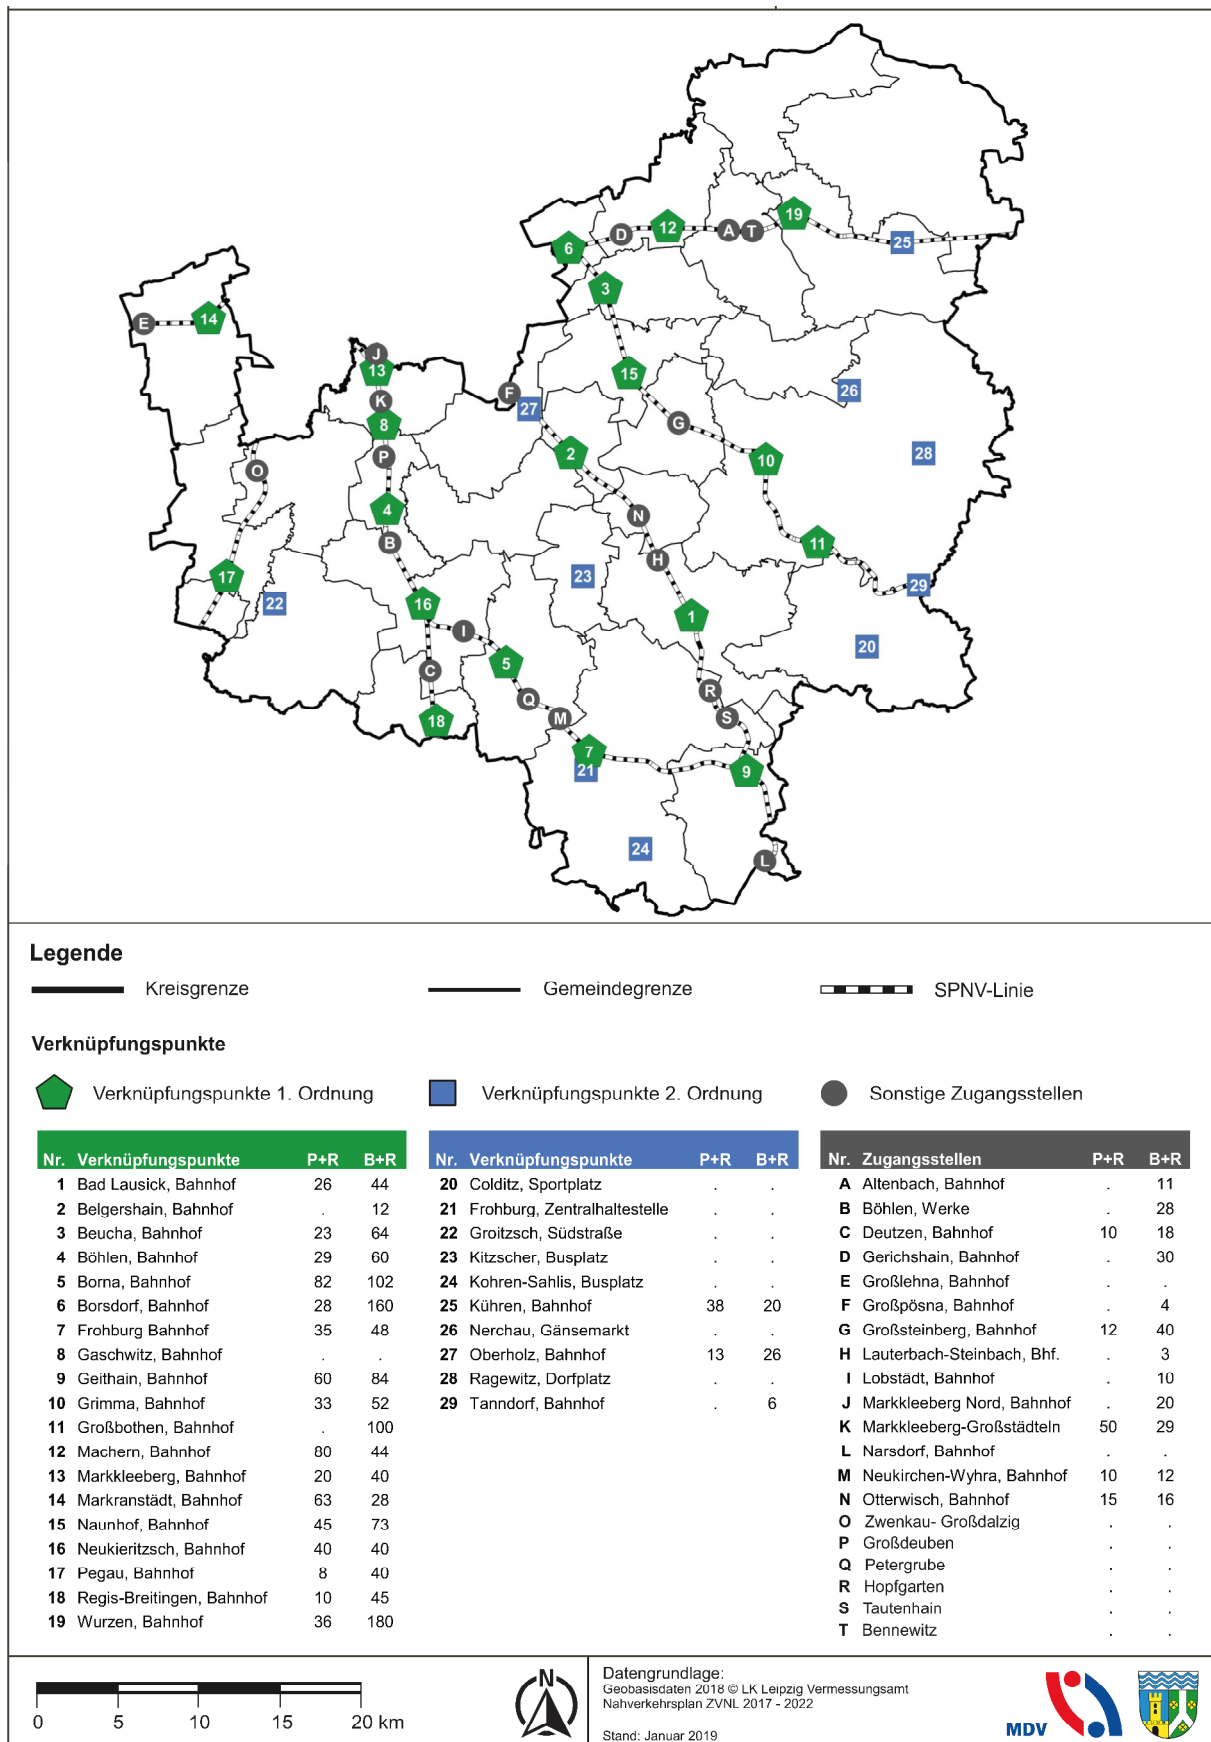 19
12
D
A
T
6
25
3
14
E
J
13
15
K
F
27
26
8
G
2
28
P
10
O
4
N
B
11
H
17
23
29
22
16
1
I
20
5
C
R
Q
M
S
18
7
21
9
24
L
Legende
Kreisgrenze
Gemeindegrenze
SPNV-Linie
Verknüpfungspunkte
Verknüpfungspunkte 1. Ordnung
Verknüpfungspunkte 2. Ordnung
Sonstige Zugangsstellen
Nr. Verknüpfungspunkte P+R B+R
1 Bad Lausick, Bahnhof 26 44
2 Belgershain, Bahnhof . 12
3 Beucha, Bahnhof 23 64
4 Böhlen, Bahnhof 29 60
5 Borna, Bahnhof 82 102
6 Borsdorf, Bahnhof 28 160
7 Frohburg Bahnhof 35 48
8 Gaschwitz, Bahnhof . .
9 Geithain, Bahnhof 60 84
10 Grimma, Bahnhof 33 52
11 Großbothen, Bahnhof . 100
12 Machern, Bahnhof 80 44
13 Markkleeberg, Bahnhof 20 40
14 Markranstädt, Bahnhof 63 28
15 Naunhof, Bahnhof 45 73
16 Neukieritzsch, Bahnhof 40 40
17 Pegau, Bahnhof 8 40
18 Regis-Breitingen, Bahnhof 10 45
19 Wurzen, Bahnhof 36 180
Nr. Verknüpfungspunkte P+R B+R
20 Colditz, Sportplatz . .
21 Frohburg, Zentralhaltestelle . .
22 Groitzsch, Südstraße . .
23 Kitzscher, Busplatz . .
24 Kohren-Sahlis, Busplatz . .
25 Kühren, Bahnhof 38 20
26 Nerchau, Gänsemarkt . .
27 Oberholz, Bahnhof 13 26
28 Ragewitz, Dorfplatz . .
29 Tanndorf, Bahnhof . 6
Nr. Zugangsstellen P+R B+R
A Altenbach, Bahnhof . 11
B Böhlen, Werke . 28
C Deutzen, Bahnhof 10 18
D Gerichshain, Bahnhof . 30
E Großlehna, Bahnhof . .
F Großpösna, Bahnhof . 4
G Großsteinberg, Bahnhof 12 40
H Lauterbach-Steinbach, Bhf. . 3
I Lobstädt, Bahnhof . 10
J Markkleeberg Nord, Bahnhof . 20
K Markkleeberg-Großstädteln 50 29
L Narsdorf, Bahnhof . .
M Neukirchen-Wyhra, Bahnhof 10 12
N Otterwisch, Bahnhof 15 16
O Zwenkau- Großdalzig . .
P Großdeuben . .
Q Petergrube . .
R Hopfgarten . .
S Tautenhain . .
T Bennewitz . .
0 5 10 15 20 km
N
Datengrundlage:
Geobasisdaten 2018 © LK Leipzig Vermessungsamt
Nahverkehrsplan ZVNL 2017 - 2022
Stand: Januar 2019
MDV